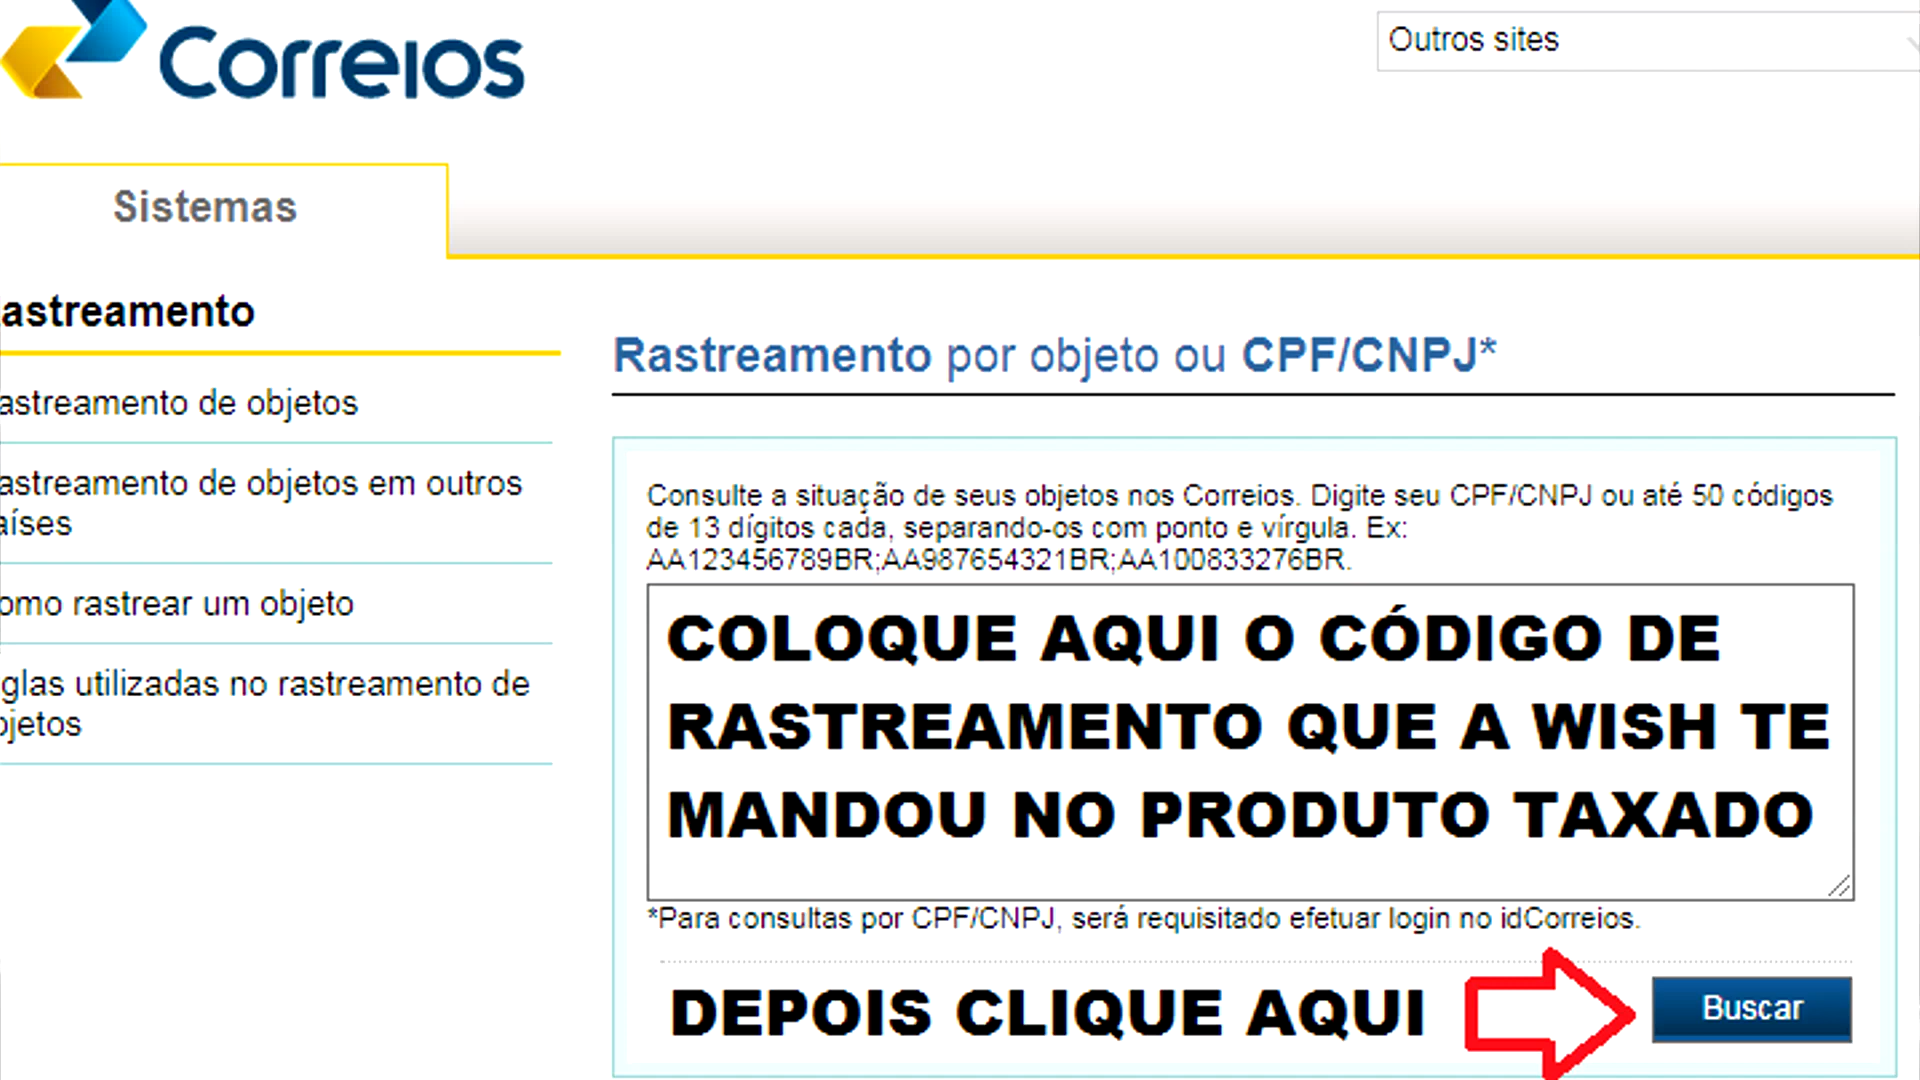 Correios
Outros sites
Sistemas
astreamento
astreamento de objetos
astreamento de objetos em outros
aíses
omo rastrear um objeto
glas utilizadas no rastreamento de
bjetos
Rastreamento por objeto ou CPF/CNPJ*
Consulte a situação de seus objetos nos Correios. Digite seu CPF/CNPJ ou até 50 códigos
de 13 dígitos cada, separando-os com ponto e vírgula. Ex:
AA123456789BR;AA987654321BR;AA100833276BR.
COLOQUE AQUI O CÓDIGO DE
RASTREAMENTO QUE A WISH TE
MANDOU NO PRODUTO TAXADO
*Para consultas por CPF/CNPJ, será requisitado efetuar login no idCorreios.
DEPOIS CLIQUE AQUI
Buscar